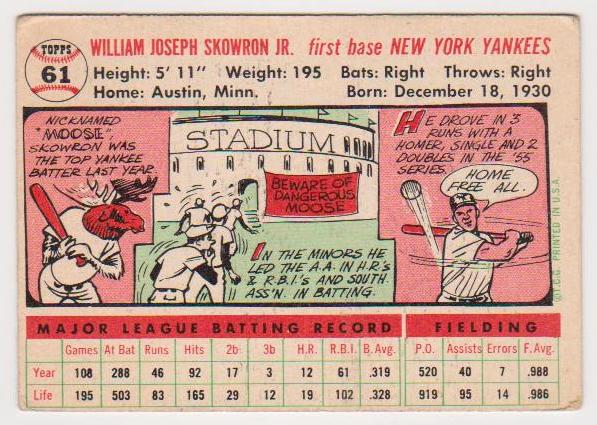 TOPPS
61
WILLIAM JOSEPH SKOWRON JR. first base NEW YORK YANKEES
Height: 5' 11" Weight: 195 Bats: Right Throws: Right
Home: Austin, Minn. Born: December 18, 1930
NICKNAMED
"MOOSE",
SKOWRON WAS
THE TOP YANKEE
BATTER LAST YEAR.
STADIUM
BEWARE OF
DANGEROUS
MOOSE
IN THE MINORS HE
LED THE A.A. IN H.R's
& R.B.I.'s AND SOUTH.
ASS'N. IN BATTING.
HE DROVE IN 3
RUNS WITH A
HOMER, SINGLE AND 2
DOUBLES IN THE '55
SERIES.
HOME
FREE ALL.
©T.C.G. PRINTED IN U.S.A.
MAJOR LEAGUE BATTING RECORD FIELDING
Games At Bat Runs Hits 2b 3b H.R. R.B.I. B. Avg. P.O. Assists Errors F. Avg.
Year 108 288 46 92 17 3 12 61 .319 520 40 7 .988
Life 195 503 83 165 29 12 19 102 .328 919 95 14 .986